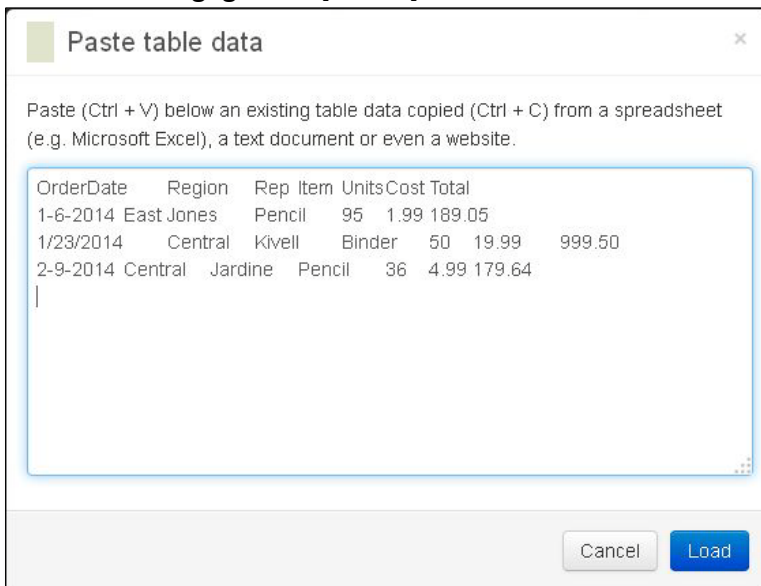 Paste table data ×
Paste (Ctrl + V) below an existing table data copied (Ctrl + C) from a spreadsheet
(e.g. Microsoft Excel), a text document or even a website.
OrderDate Region Rep Item UnitsCost Total
1-6-2014 East Jones Pencil 95 1.99 189.05
1/23/2014 Central Kivell Binder 50 19.99 999.50
2-9-2014 Central Jardine Pencil 36 4.99 179.64
Cancel Load